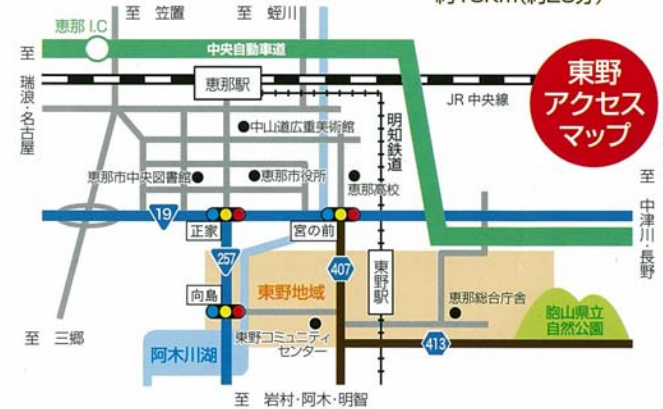 約15km(約25分)
至 笠置
至 蛭川
恵那 I.C
至
瑞浪・名古屋
中央自動車道
恵那駅
JR 中央線
東野
アクセス
マップ
中山道広重美術館
明知鉄道
恵那市中央図書館
恵那市役所
恵那高校
至
中津川・長野
19
正家
宮の前
257
407
東野駅
向島
東野地域
恵那総合庁舎
胞山県立
自然公園
東野コミュニティ
センター
413
至 三郷
阿木川湖
至 岩村・阿木・明智